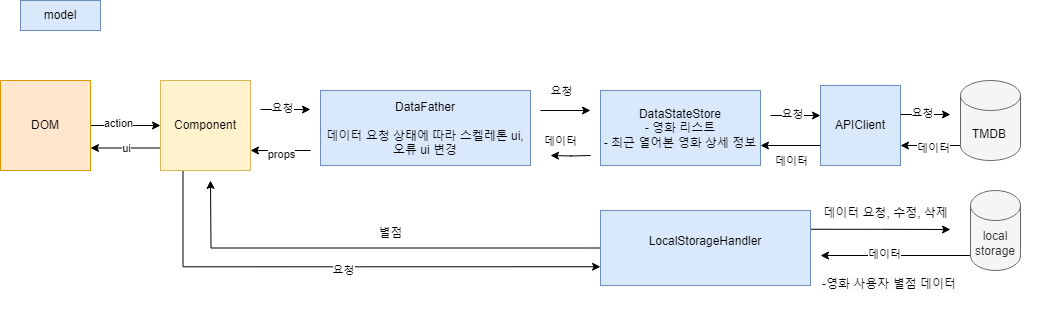 model
DOM
action
ui
Component
요청
props
DataFather
데이터 요청 상태에 따라 스켈레톤 ui,
오류 ui 변경
요청
데이터
DataStateStore
- 영화 리스트
- 최근 열어본 영화 상세 정보
요청
데이터
APIClient
요청
데이터
TMDB
별점
요청
LocalStorageHandler
데이터 요청, 수정, 삭제
데이터
-영화 사용자 별점 데이터
local
storage